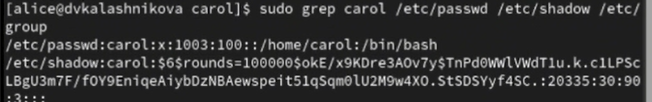 [alice@dvkalashnikova carol]$ sudo grep carol /etc/passwd /etc/shadow /etc/
group
/etc/passwd:carol:x:1003:100::/home/carol:/bin/bash
/etc/shadow:carol:$6$rounds=100000$okE/x9KDre3AOv7y$TnPd0WWlVWdT1u.k.c1LPSc
LBgU3m7F/fOY9EniqeAiybDzNBAewspeit51qSqm0lU2M9w4XO.StSDSYyf4SC.:20335:30:90
:3:::